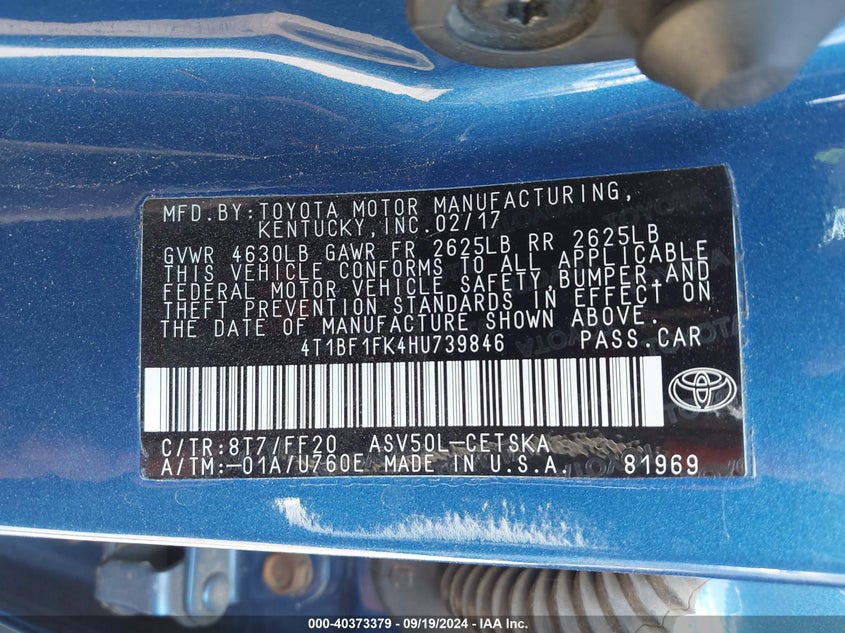 MFD.BY:TOYOTA MOTOR MANUFACTURING,
KENTUCKY,INC.02/17
GVWR 4630LB GAWR FR 2625LB RR 2625LB
THIS VEHICLE CONFORMS TO ALL APPLICABLE
FEDERAL MOTOR VEHICLE SAFETY,BUMPER,AND
THEFT PREVENTION STANDARDS IN EFFECT ON
THE DATE OF MANUFACTURE SHOWN ABOVE.
4T1BF1FK4HU739846 PASS.CAR
C/TR:8T7/FF20 ASV50L-CETSKA
A/TM:-01A/U760E MADE IN U.S.A. 81969
000-40373379 - 09/19/2024 - IAA Inc.